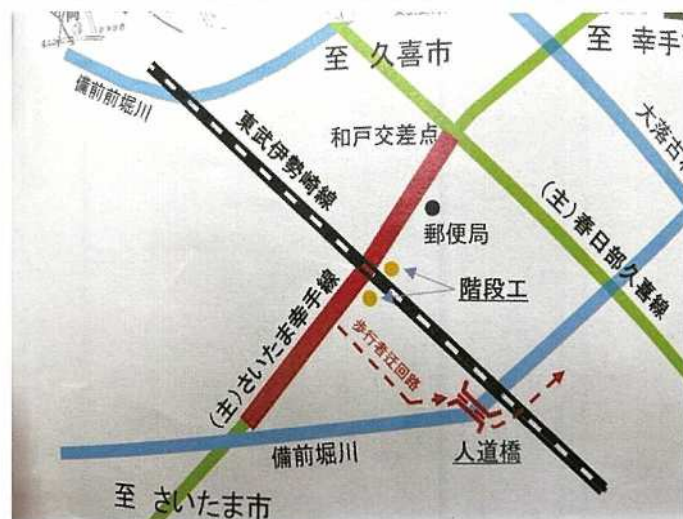 至 久喜市
至 幸手
備前前堀川
東武伊勢崎線
和戸交差点
大落古
(主)春日部久喜線
郵便局
階段工
(主)さいたま幸手線
歩行者迂回路
備前堀川
人道橋
至 さいたま市